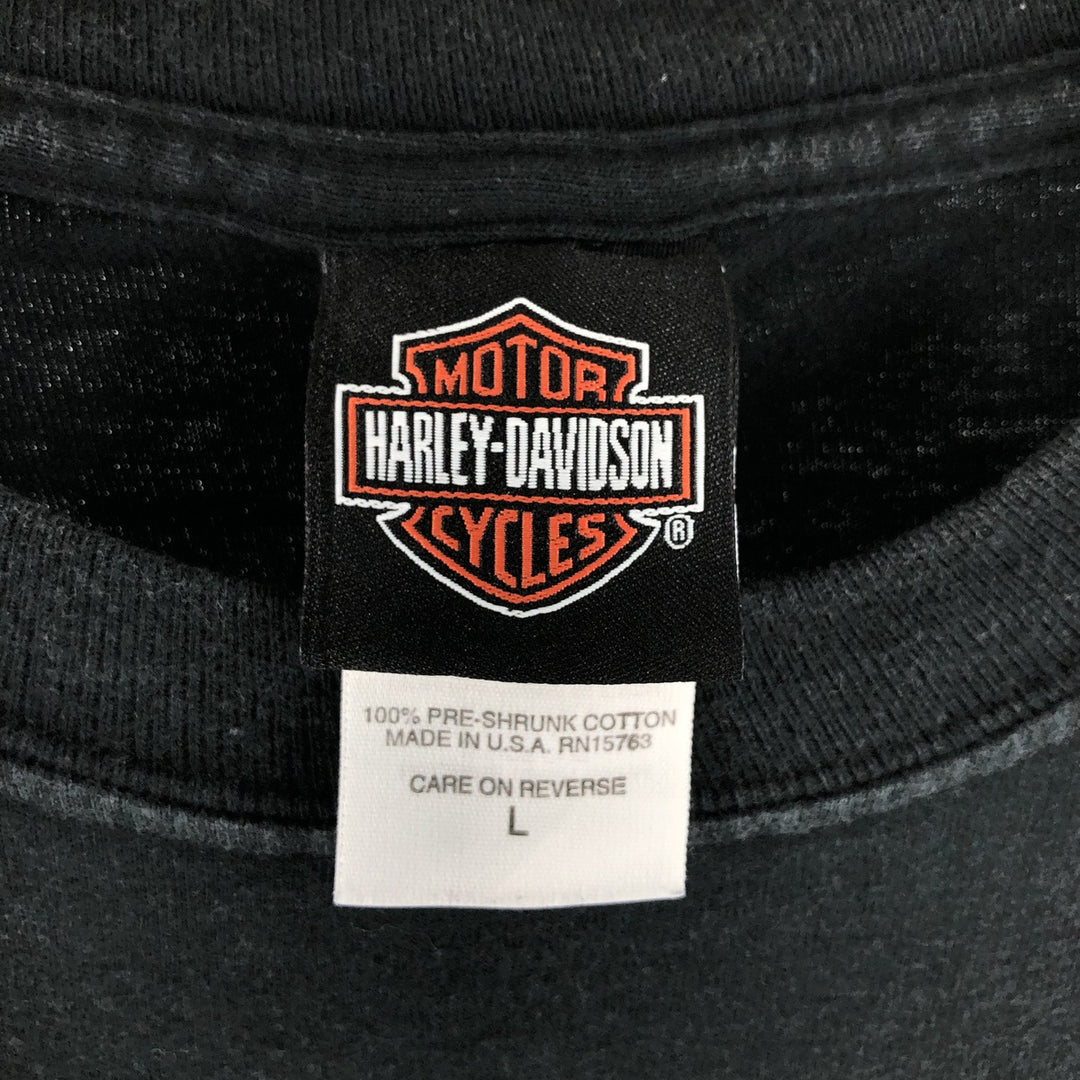 MOTOR
HARLEY-DAVIDSON
CYCLES
®
100% PRE-SHRUNK COTTON
MADE IN U.S.A. RN15763
CARE ON REVERSE
L